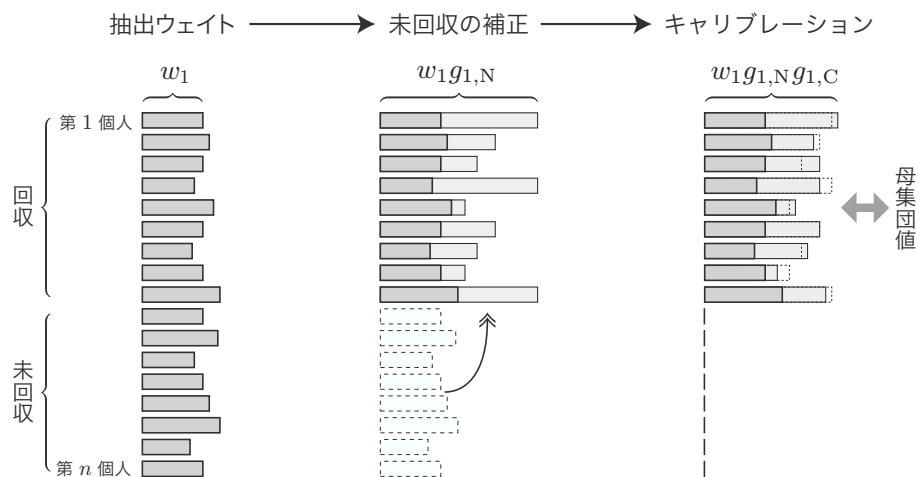 抽出ウェイト
未回収の補正
キャリブレーション
w₁
w₁g₁,N
w₁g₁,Ng₁,C
第 1 個人
回収
母集団値
未回収
第 n 個人